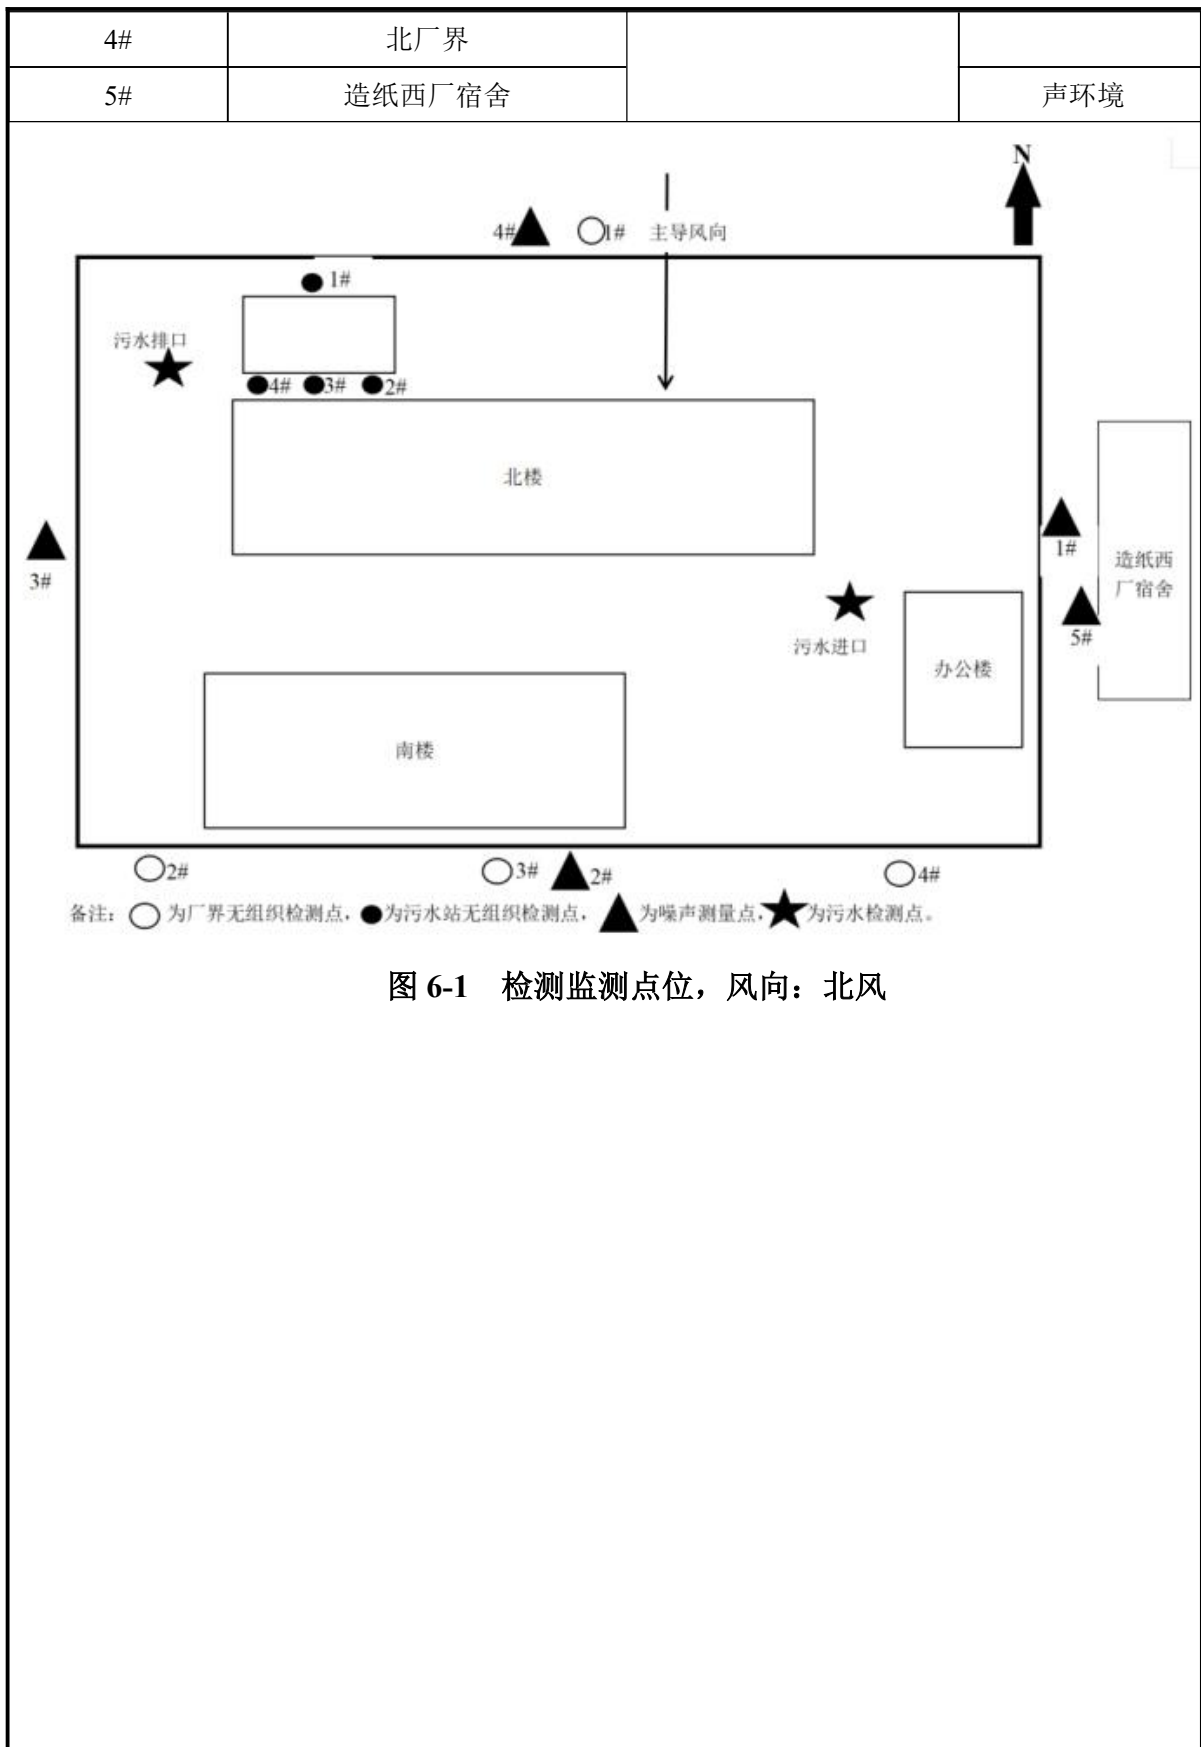 4# 北厂界
5# 造纸西厂宿舍 声环境
N
4# 1# 主导风向
1#
污水排口
4# 3# 2#
北楼
3#
1#
造纸西
厂宿舍
5#
污水进口
办公楼
南楼
2# 3# 2# 4#
备注: 为厂界无组织检测点, 为污水站无组织检测点, 为噪声测量点, 为污水检测点。
图 6-1 检测监测点位，风向：北风